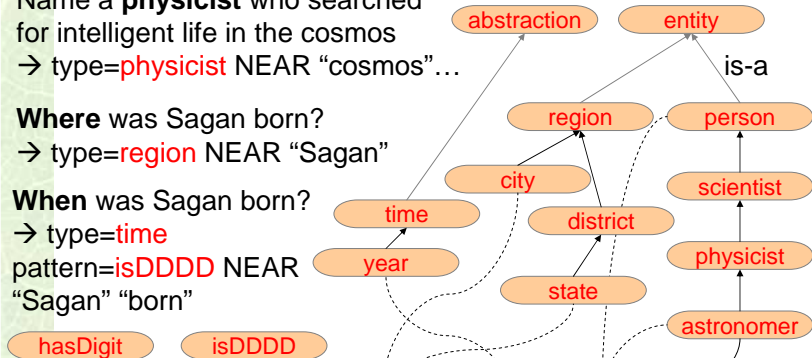 Name a physicist who searched
for intelligent life in the cosmos
→ type=physicist NEAR “cosmos”…
Where was Sagan born?
→ type=region NEAR “Sagan”
When was Sagan born?
→ type=time
pattern=isDDDD NEAR
“Sagan” “born”
hasDigit
isDDDD
abstraction
entity
is-a
region
person
city
scientist
time
district
year
physicist
state
astronomer